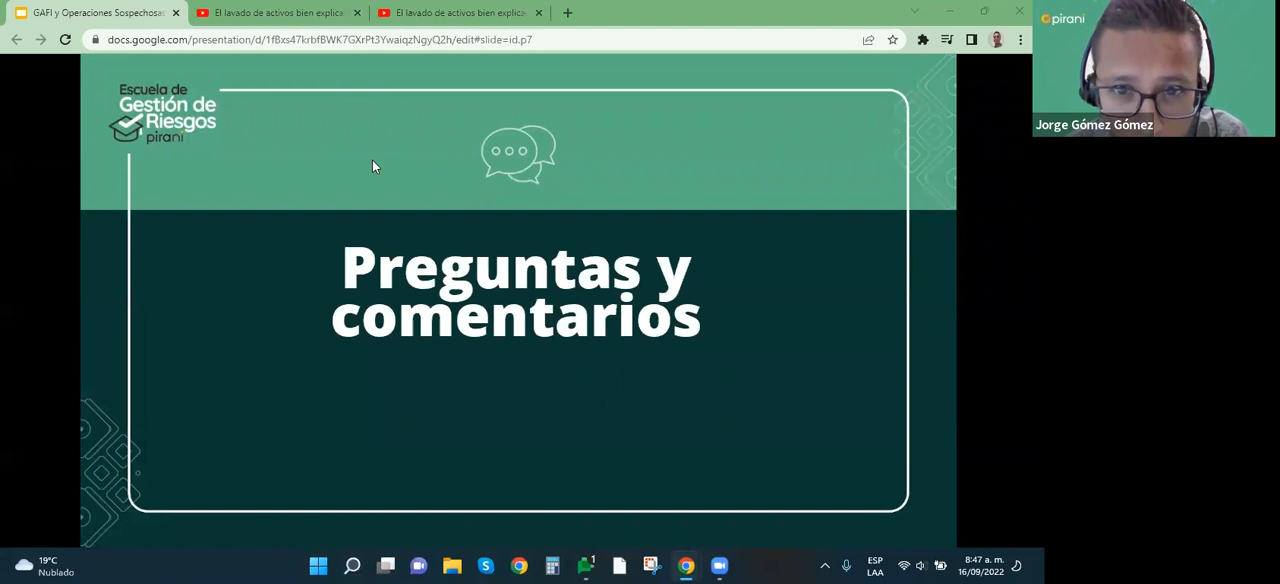 GAFI y Operaciones Sospechosas
El lavado de activos bien explica
El lavado de activos bien explica
docs.google.com/presentation/d/1fBxs47krbfBWK7GXrPt3YwaiqzNgyQ2h/edit#slide=id.p7
pirani
Jorge Gómez Gómez
Escuela de
Gestión de
Riesgos
pirani
Preguntas y
comentarios
19°C
Nublado
1
ESP
LAA
8:47 a. m.
16/09/2022